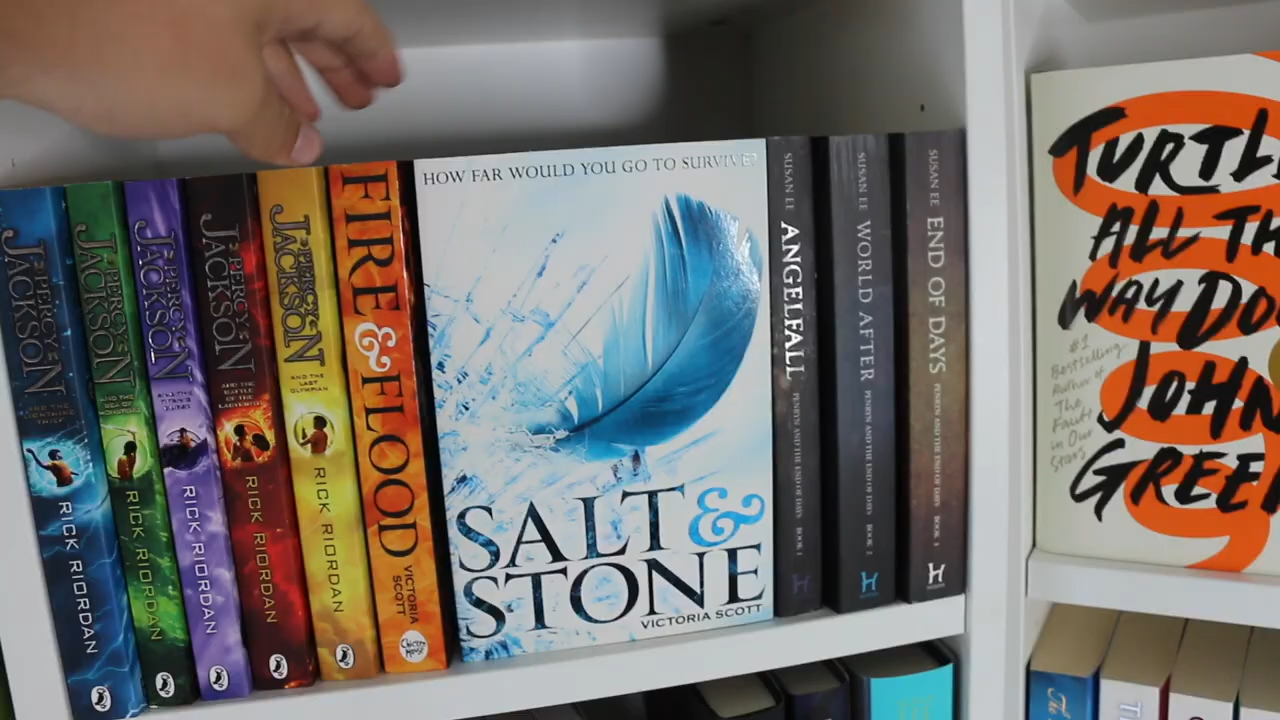 PERCY
JACKSON
AND THE
LIGHTNING
THIEF
RICK RIORDAN
PERCY
JACKSON
AND THE
SEA OF
MONSTERS
RICK RIORDAN
PERCY
JACKSON
AND THE
TITAN'S
CURSE
RICK RIORDAN
PERCY
JACKSON
AND THE
BATTLE
OF THE
LABYRINTH
RICK RIORDAN
PERCY
JACKSON
AND THE
LAST
OLYMPIAN
RICK RIORDAN
FIRE & FLOOD
VICTORIA
SCOTT
Chicken
House
HOW FAR WOULD YOU GO TO SURVIVE?
SALT &
STONE
VICTORIA SCOTT
SUSAN EE ANGELFALL PENRYN AND THE END OF DAYS BOOK 1
SUSAN EE WORLD AFTER PENRYN AND THE END OF DAYS BOOK 2
SUSAN EE END OF DAYS PENRYN AND THE END OF DAYS BOOK 3
H
H
H
TURTL
ALL TH
WAY DO
#1
Bestselling
Author of
The
Fault
in Our
Stars
JOHN
GREE
The
T